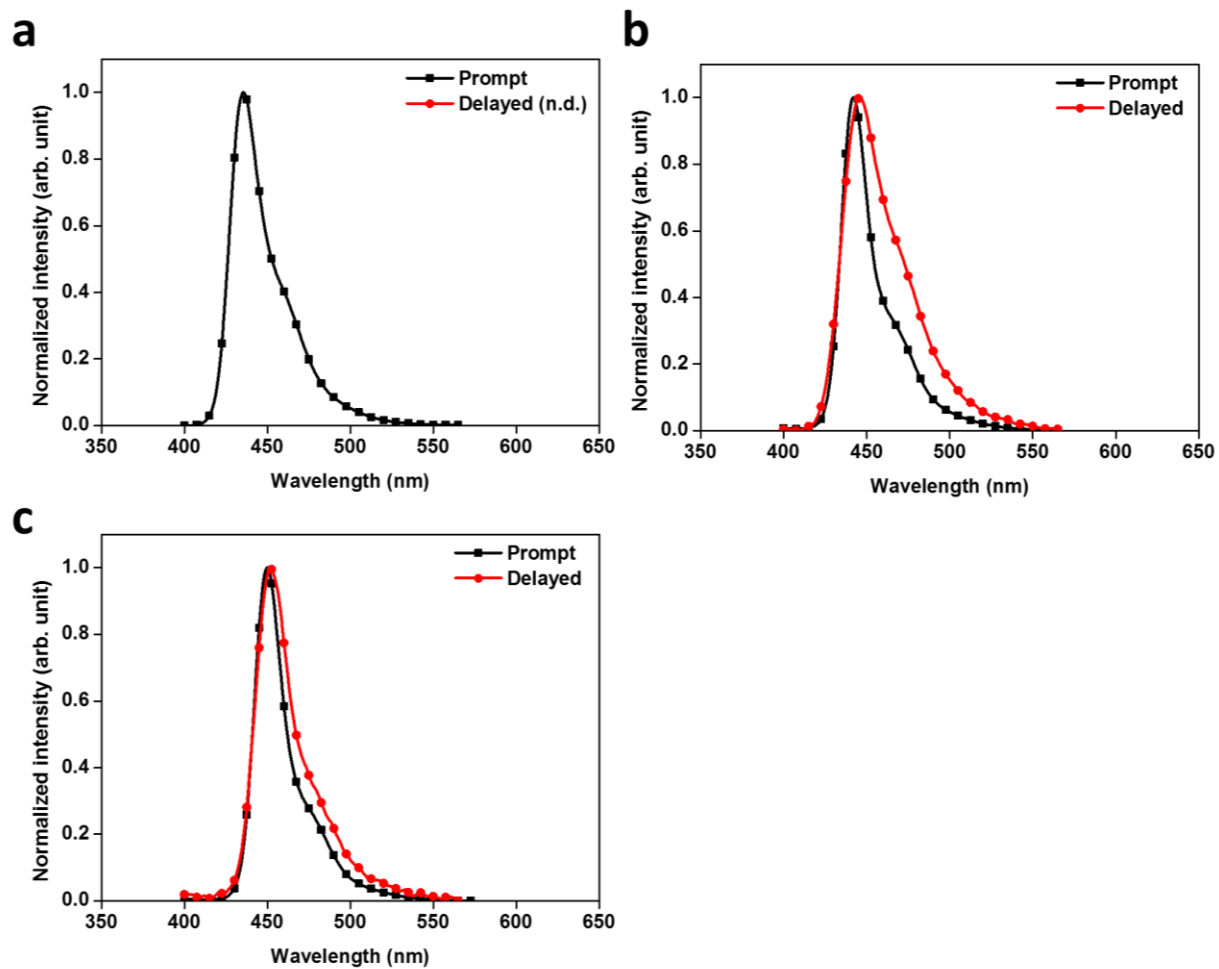 a
Prompt
Delayed (n.d.)
Normalized intensity (arb. unit)
1.0
0.8
0.6
0.4
0.2
0.0
350 400 450 500 550 600 650
Wavelength (nm)
b
Prompt
Delayed
Normalized intensity (arb. unit)
1.0
0.8
0.6
0.4
0.2
0.0
350 400 450 500 550 600 650
Wavelength (nm)
c
Prompt
Delayed
Normalized intensity (arb. unit)
1.0
0.8
0.6
0.4
0.2
0.0
350 400 450 500 550 600 650
Wavelength (nm)